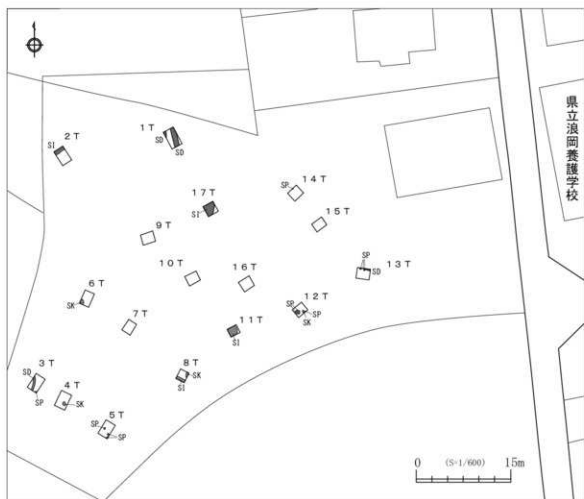 県立浪岡養護学校
1T
SD
SD
2T
SI
14T
SP
17T
SI
15T
9T
SP
13T
SD
10T
16T
6T
SK
12T
SP
SP
SK
7T
11T
SI
8T
SK
SI
3T
SD
SP
4T
SK
5T
SP
SP
0 (S=1/600) 15m